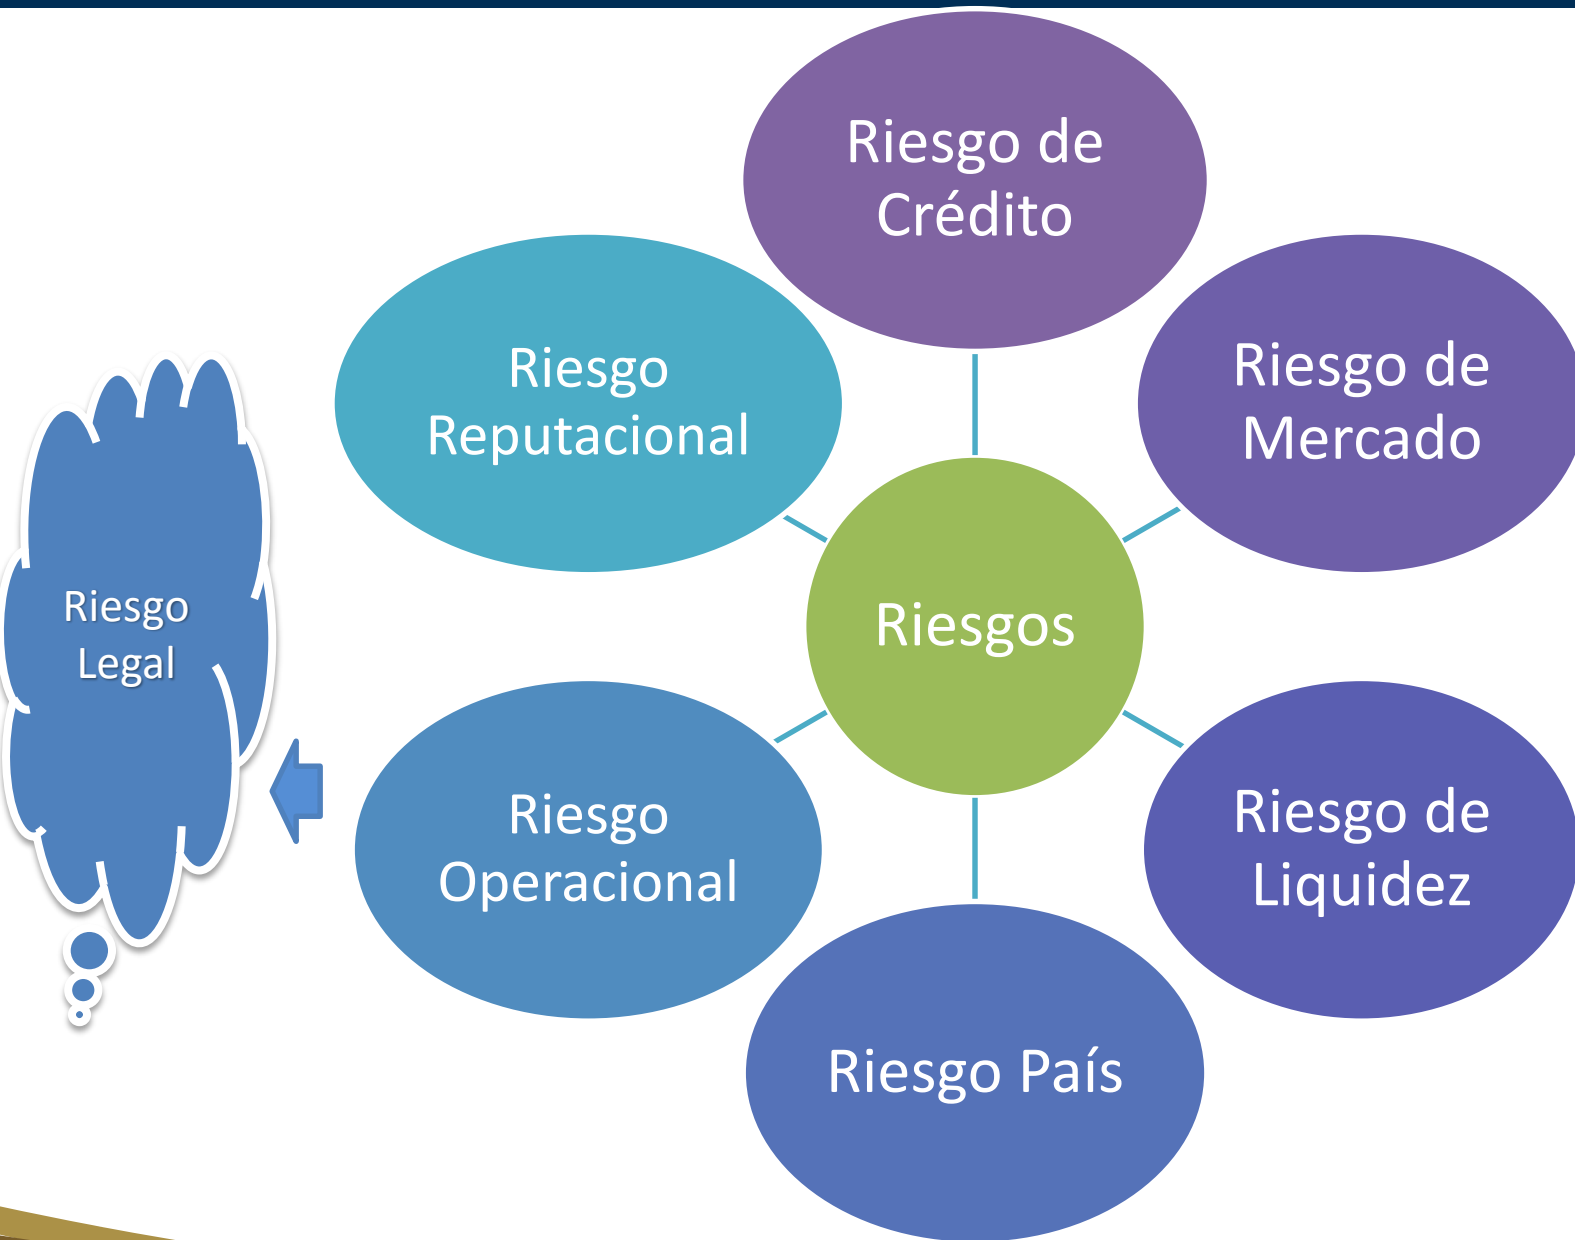 Riesgo de
Crédito
Riesgo
Reputacional
Riesgo de
Mercado
Riesgos
Riesgo
Legal
Riesgo
Operacional
Riesgo de
Liquidez
Riesgo País